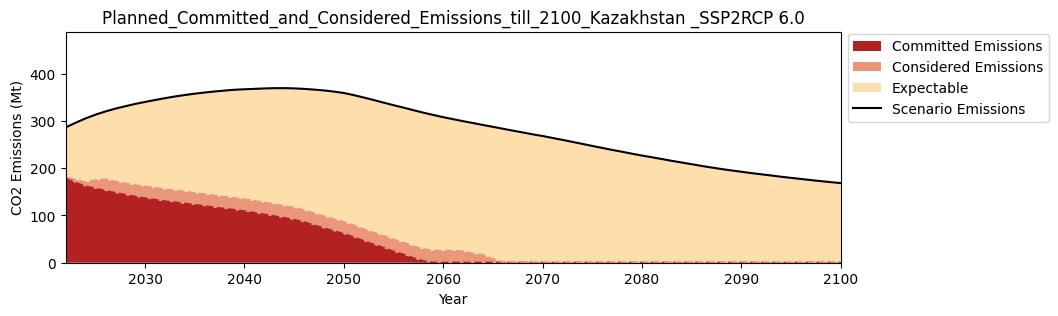 Planned_Committed_and_Considered_Emissions_till_2100_Kazakhstan _SSP2RCP 6.0
CO2 Emissions (Mt)
400
300
200
100
0
2030 2040 2050 2060 2070 2080 2090 2100
Year
Committed Emissions
Considered Emissions
Expectable
Scenario Emissions